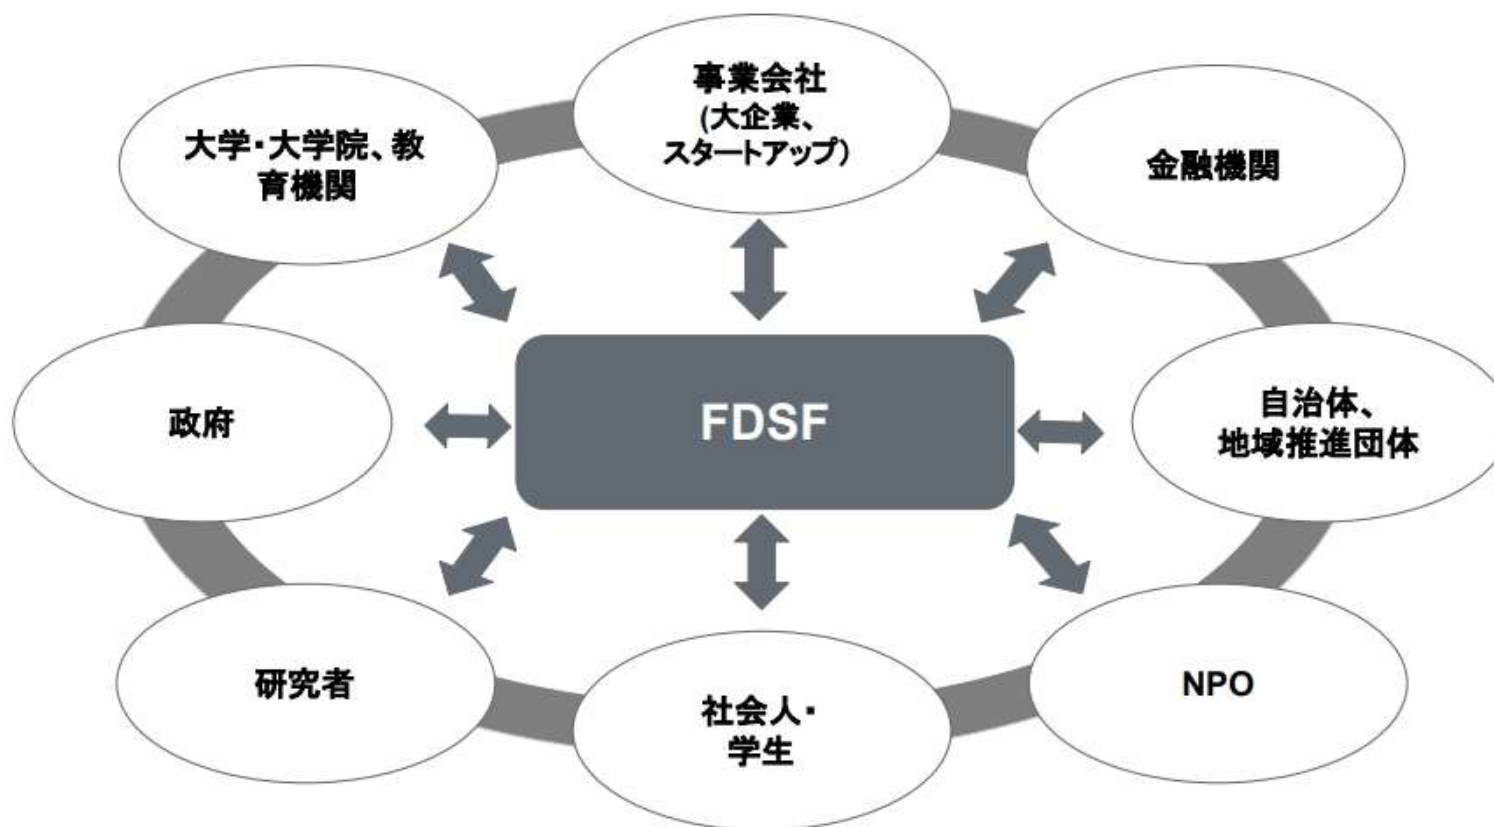 事業会社
(大企業、
スタートアップ)
大学・大学院、教
育機関
金融機関
政府
FDSF
自治体、
地域推進団体
研究者
社会人・
学生
NPO